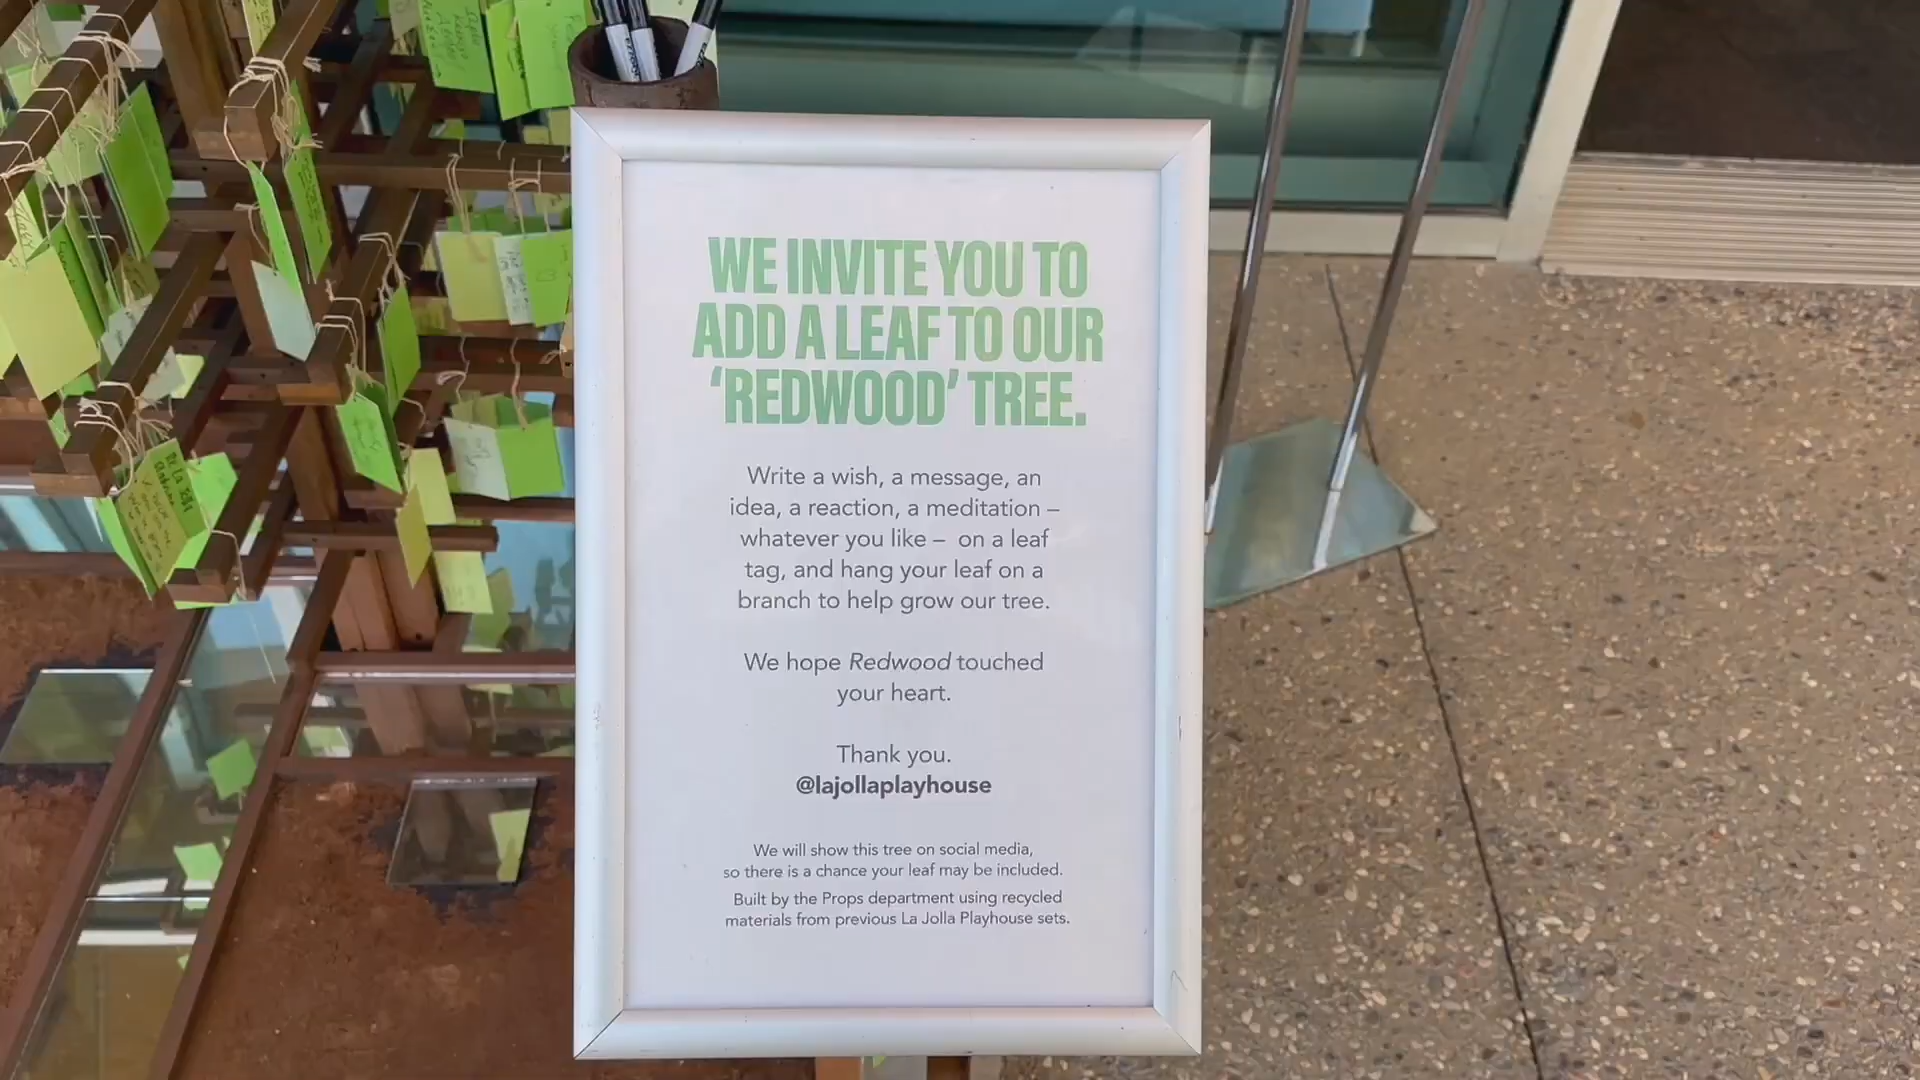 WE INVITE YOU TO
ADD A LEAF TO OUR
‘REDWOOD’ TREE.
Write a wish, a message, an
idea, a reaction, a meditation –
whatever you like – on a leaf
tag, and hang your leaf on a
branch to help grow our tree.
We hope Redwood touched
your heart.
Thank you.
@lajollaplayhouse
We will show this tree on social media,
so there is a chance your leaf may be included.
Built by the Props department using recycled
materials from previous La Jolla Playhouse sets.